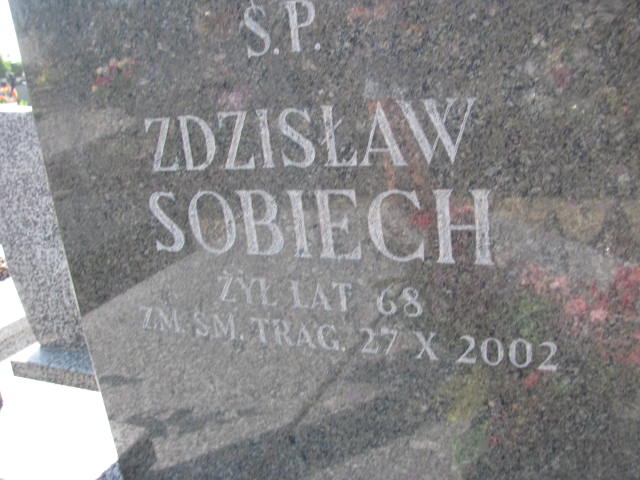 Ś.P.
ZDZISŁAW
SOBIECH
ŻYŁ LAT 68
ZM. ŚM. TRAG. 27 X 2002